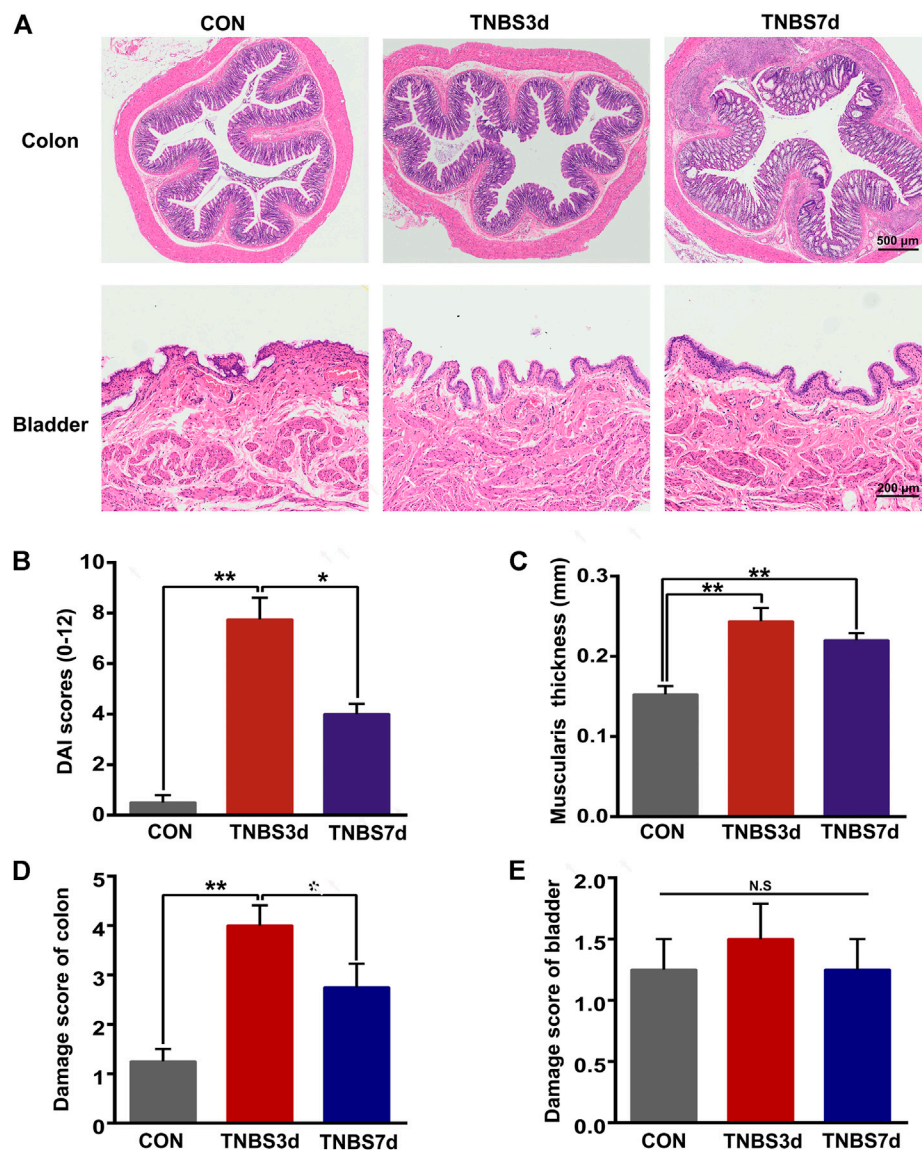 A
CON
TNBS3d
TNBS7d
Colon
500 µm
Bladder
200 µm
B
DAI scores (0-12)
10
8
6
4
2
0
**
*
CON
TNBS3d
TNBS7d
C
Muscularis thickness (mm)
0.3
0.2
0.1
0.0
**
**
CON
TNBS3d
TNBS7d
D
Damage score of colon
5
4
3
2
1
0
**
*
CON
TNBS3d
TNBS7d
E
Damage score of bladder
2.0
1.5
1.0
0.5
0.0
N.S
CON
TNBS3d
TNBS7d